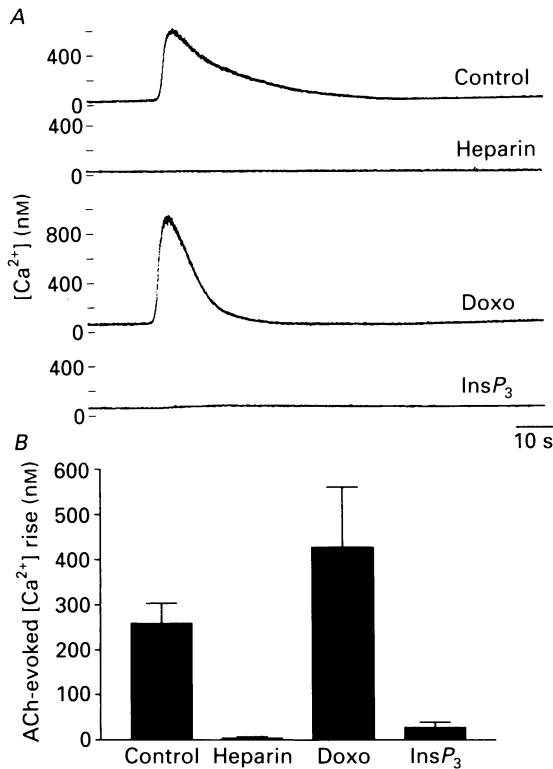 A
400
0
Control
400
0
Heparin
[Ca²⁺] (nM)
800
400
0
Doxo
400
0
InsP₃
10 s
B
ACh-evoked [Ca²⁺] rise (nM)
600
500
400
300
200
100
0
Control Heparin Doxo InsP₃